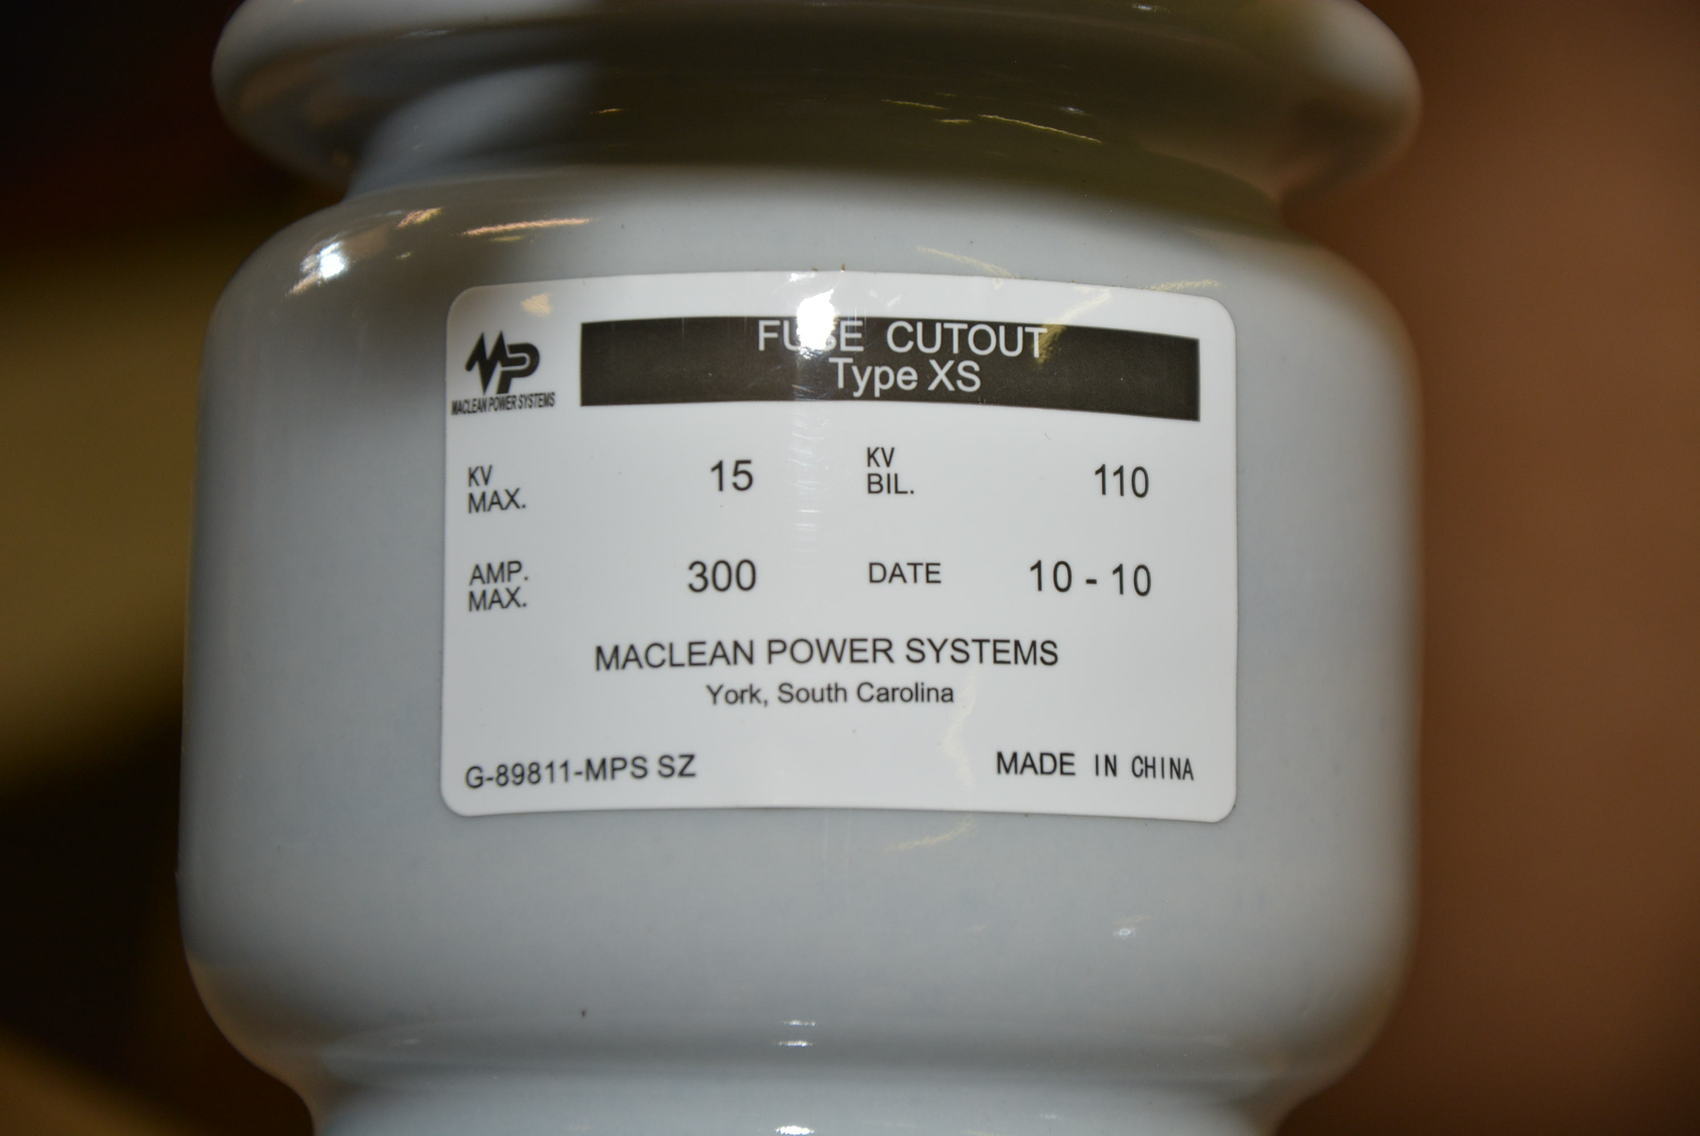 FUSE CUTOUT
Type XS
MP
MACLEAN POWER SYSTEMS
KV
MAX.
15
KV
BIL.
110
AMP.
MAX.
300
DATE
10 - 10
MACLEAN POWER SYSTEMS
York, South Carolina
G-89811-MPS SZ
MADE IN CHINA